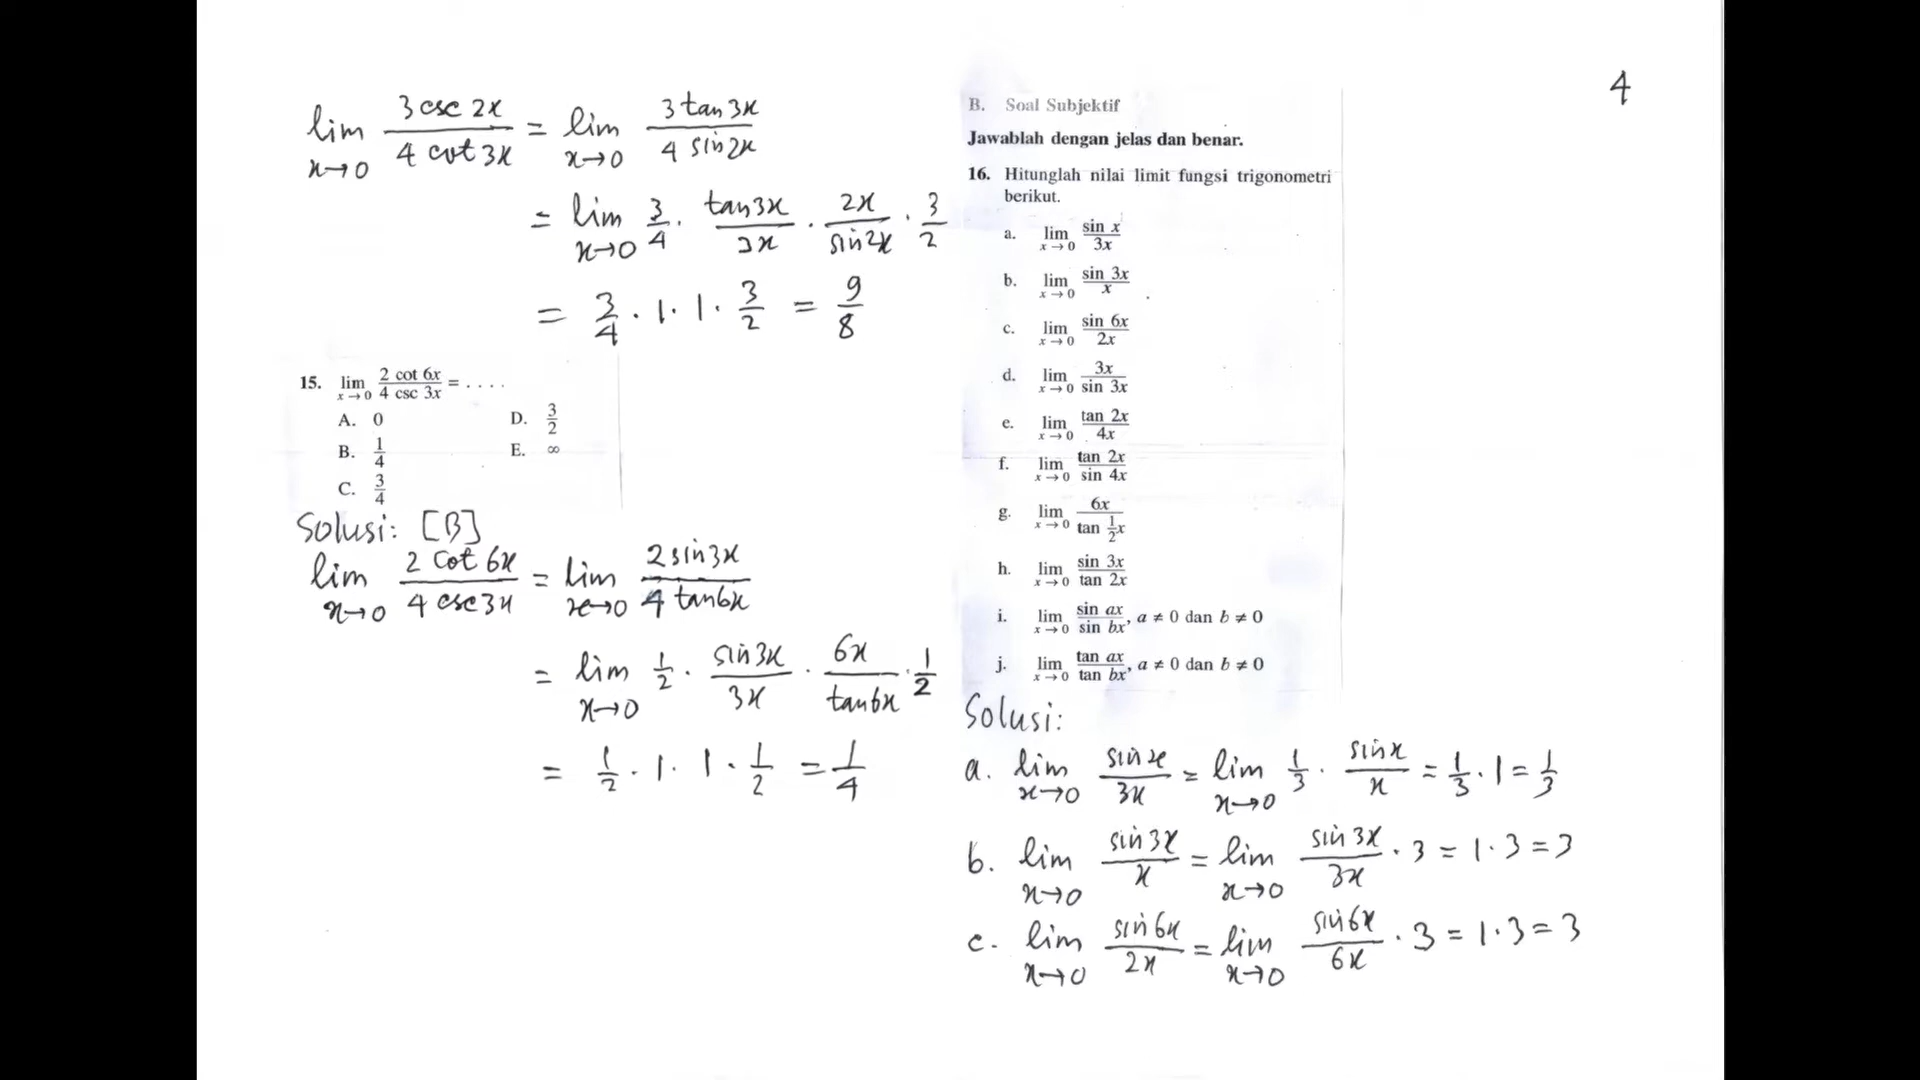 4
lim x→0 3 csc 2x / 4 cot 3x = lim x→0 3 tan 3x / 4 sin 2x
= lim x→0 3/4 · tan 3x / 3x · 2x / sin 2x · 3/2
= 3/4 · 1 · 1 · 3/2 = 9/8
15. lim x→0 2 cot 6x / 4 csc 3x = . . . .
A. 0
B. 1/4
C. 3/4
D. 3/2
E. ∞
Solusi: [B]
lim x→0 2 cot 6x / 4 csc 3x = lim x→0 2 sin 3x / 4 tan 6x
= lim x→0 1/2 · sin 3x / 3x · 6x / tan 6x · 1/2
= 1/2 · 1 · 1 · 1/2 = 1/4
B. Soal Subjektif
Jawablah dengan jelas dan benar.
16. Hitunglah nilai limit fungsi trigonometri
berikut.
a. lim x→0 sin x / 3x
b. lim x→0 sin 3x / x
c. lim x→0 sin 6x / 2x
d. lim x→0 3x / sin 3x
e. lim x→0 tan 2x / 4x
f. lim x→0 tan 2x / sin 4x
g. lim x→0 6x / tan 1/2 x
h. lim x→0 sin 3x / tan 2x
i. lim x→0 sin ax / sin bx, a ≠ 0 dan b ≠ 0
j. lim x→0 tan ax / tan bx, a ≠ 0 dan b ≠ 0
Solusi:
a. lim x→0 sin x / 3x = lim x→0 1/3 · sin x / x = 1/3 · 1 = 1/3
b. lim x→0 sin 3x / x = lim x→0 sin 3x / 3x · 3 = 1 · 3 = 3
c. lim x→0 sin 6x / 2x = lim x→0 sin 6x / 6x · 3 = 1 · 3 = 3